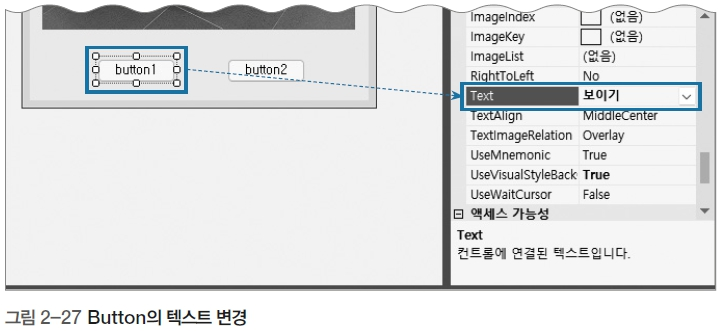 button1
button2
ImageIndex (없음)
ImageKey (없음)
ImageList (없음)
RightToLeft No
Text 보이기
TextAlign MiddleCenter
TextImageRelation Overlay
UseMnemonic True
UseVisualStyleBack True
UseWaitCursor False
액세스 가능성
Text
컨트롤에 연결된 텍스트입니다.
그림 2–27 Button의 텍스트 변경